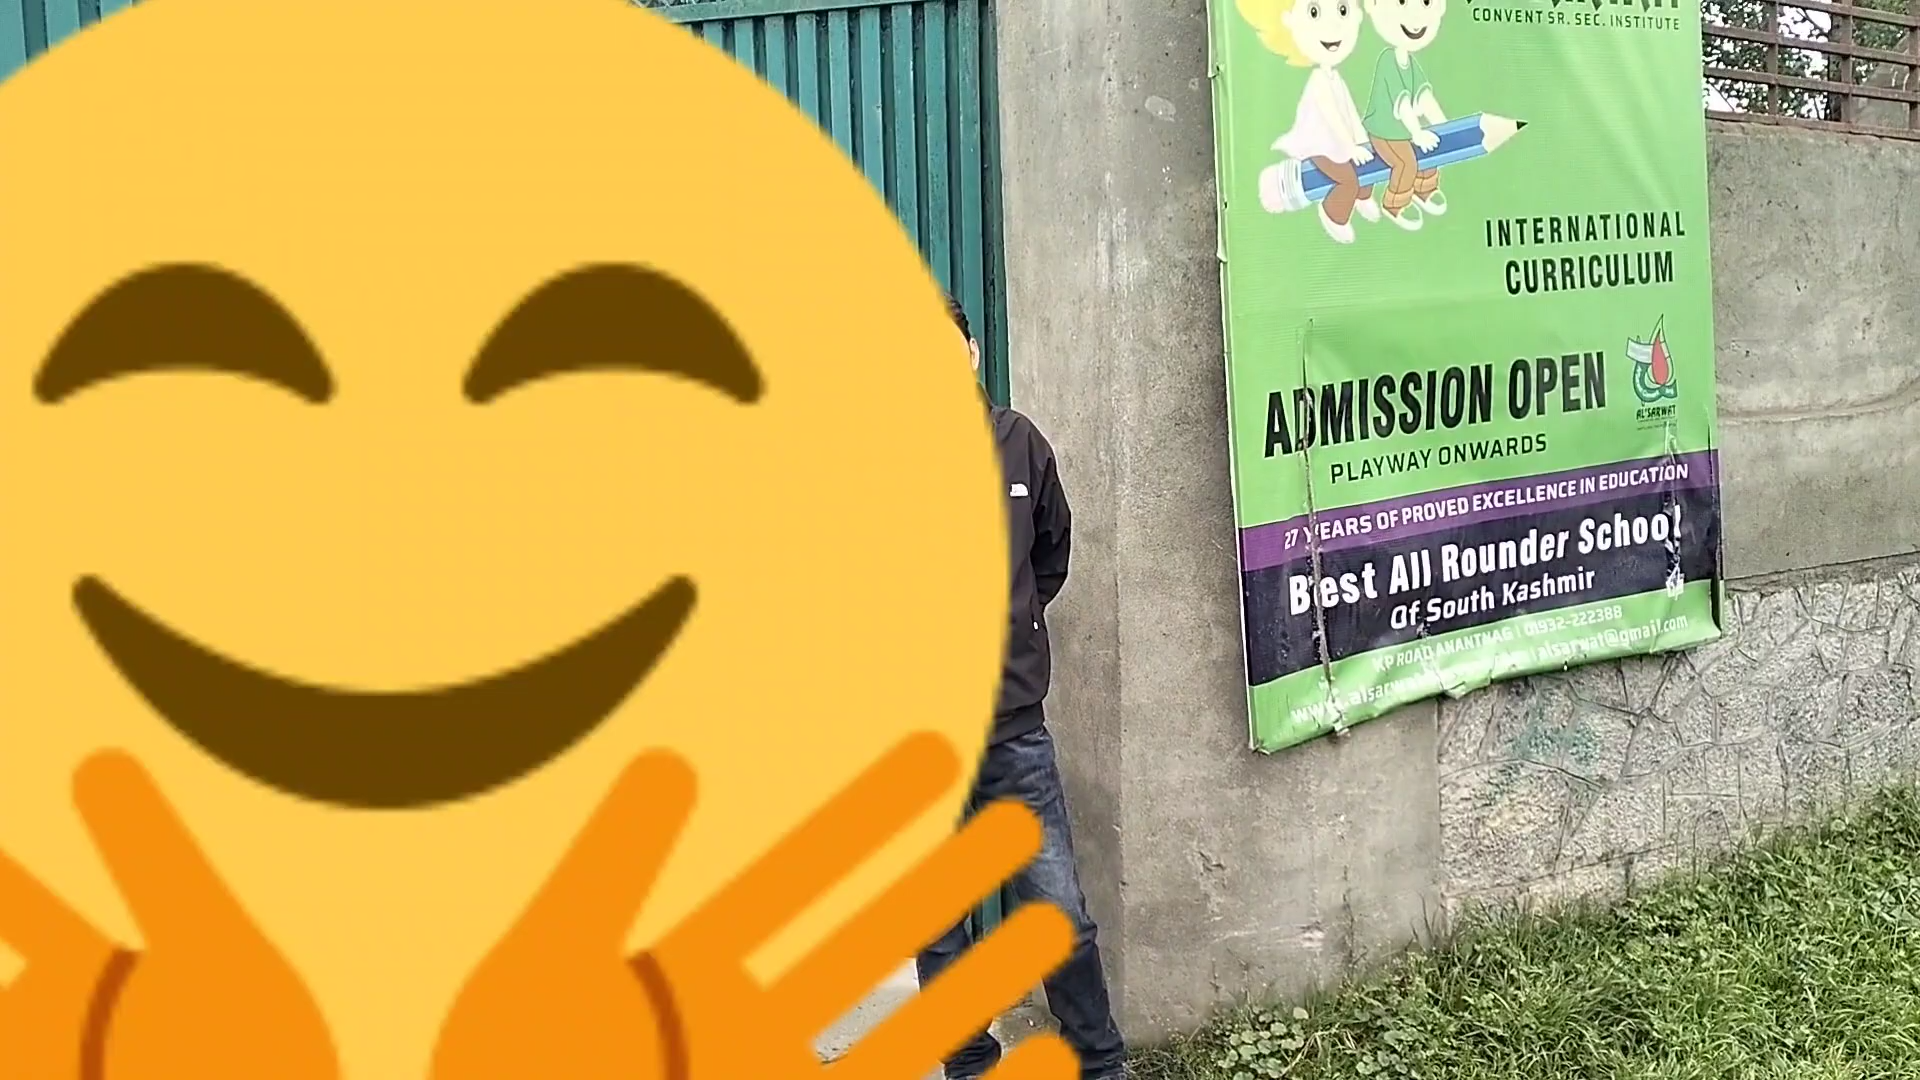 CONVENT SR. SEC. INSTITUTE
INTERNATIONAL
CURRICULUM
ADMISSION OPEN
AL'SARWAT
PLAYWAY ONWARDS
27 YEARS OF PROVED EXCELLENCE IN EDUCATION
Best All Rounder School
Of South Kashmir
KP ROAD ANANTNAG | 01932-222388
alsarwat@gmail.com